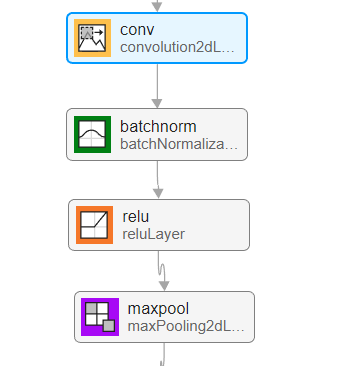 conv
convolution2dL...
batchnorm
batchNormaliza...
relu
reluLayer
maxpool
maxPooling2dL...